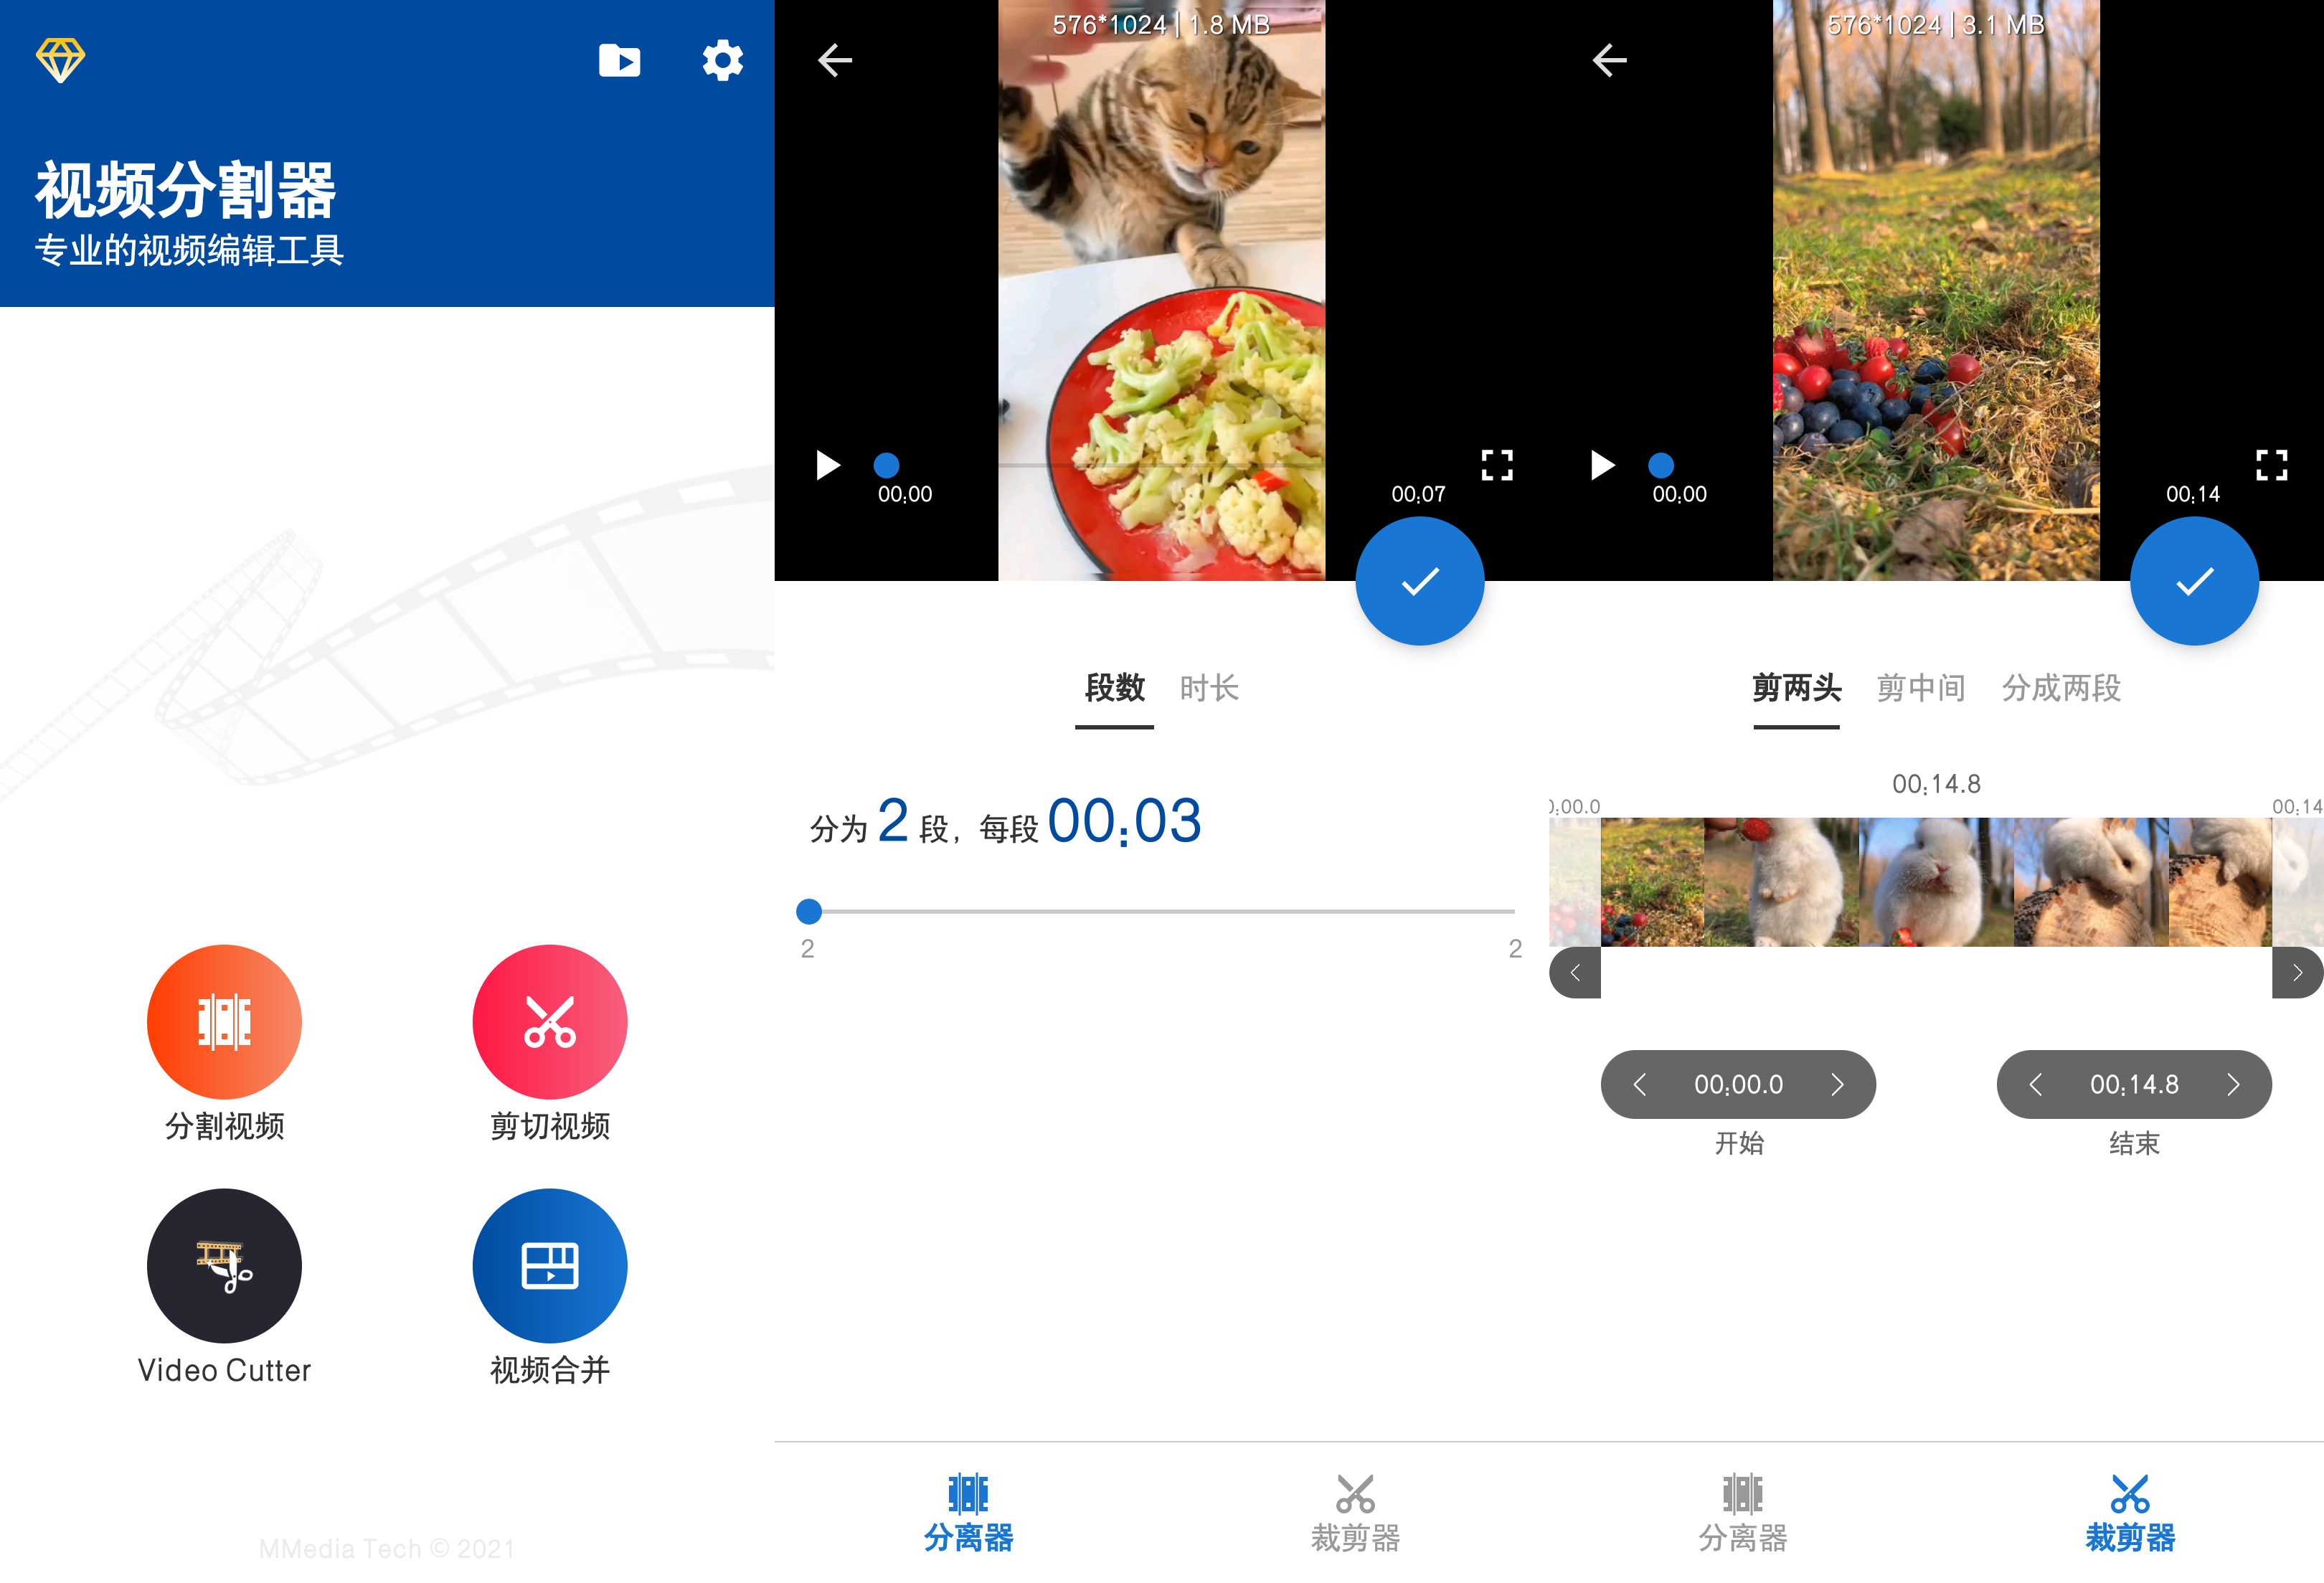 视频分割器
专业的视频编辑工具
分割视频
剪切视频
Video Cutter
视频合并
MMedia Tech © 2021
576*1024 | 1.8 MB
00:00
00:07
段数
时长
分为 2 段，每段 00:03
2
2
分离器
裁剪器
576*1024 | 3.1 MB
00:00
00:14
剪两头
剪中间
分成两段
00:14.8
0:00.0
00:14
00:00.0
00:14.8
开始
结束
分离器
裁剪器